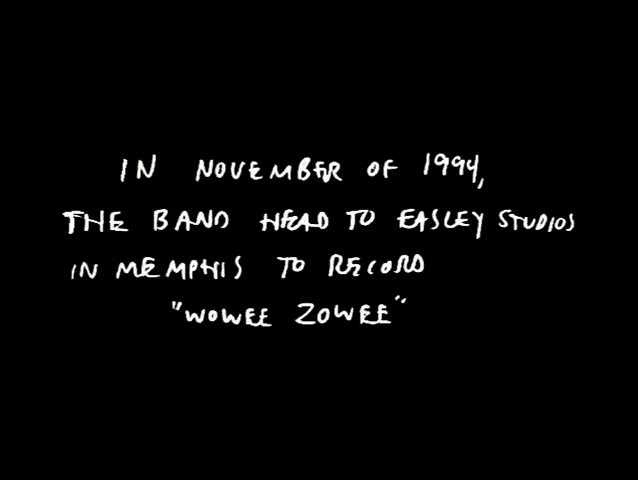 IN NOVEMBER OF 1994,
THE BAND HEAD TO EASLEY STUDIOS
IN MEMPHIS TO RECORD
"WOWEE ZOWEE"